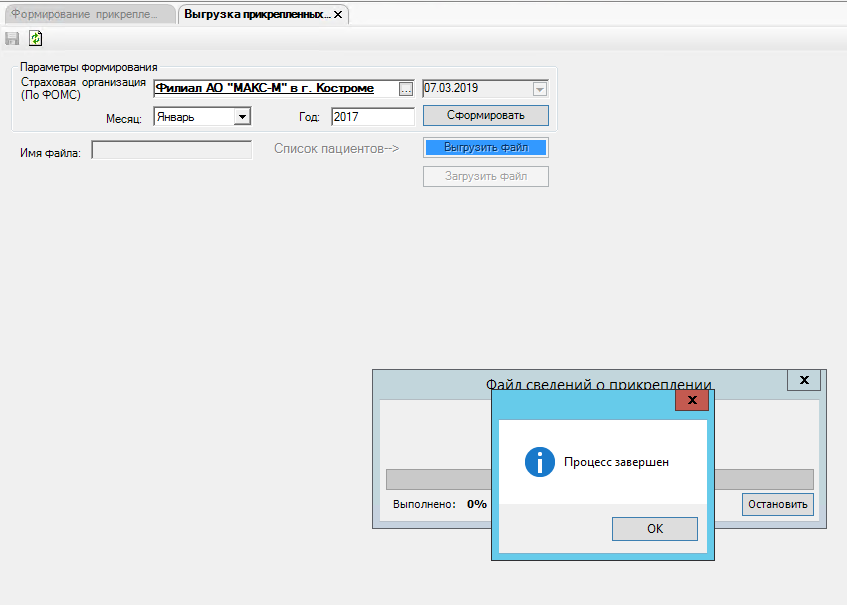 Формирование прикрепле...
Выгрузка прикрепленных... X
Параметры формирования
Страховая организация
(По ФОМС)
Филиал АО "МАКС-М" в г. Костроме
...
07.03.2019
Месяц:
Январь
Год:
2017
Сформировать
Имя файла:
Список пациентов-->
Выгрузить файл
Загрузить файл
Файл сведений о прикреплении
X
X
Процесс завершен
Выполнено: 0%
Остановить
OK